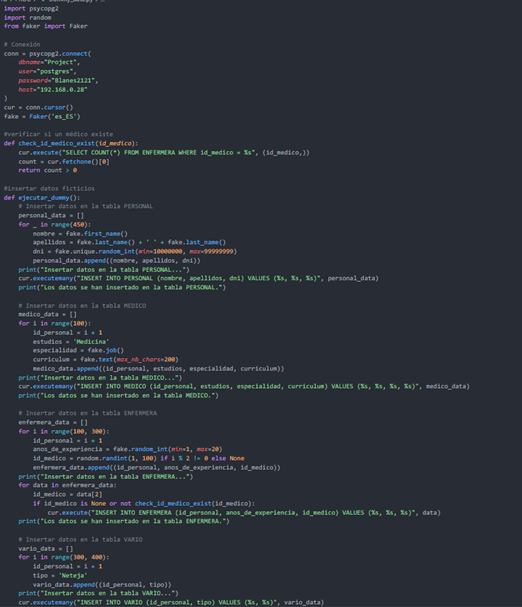 import psycopg2
import random
from faker import Faker
# Conexión
conn = psycopg2.connect(
dbname="Project",
user="postgres",
password="Blanes2121",
host="192.168.0.28"
)
cur = conn.cursor()
fake = Faker('es_ES')
#verificar si un médico existe
def check_id_medico_exist(id_medico):
cur.execute("SELECT COUNT(*) FROM ENFERMERA WHERE id_medico = %s", (id_medico,))
count = cur.fetchone()[0]
return count > 0
#insertar datos ficticios
def ejecutar_dummy():
# Insertar datos en la tabla PERSONAL
personal_data = []
for _ in range(450):
nombre = fake.first_name()
apellidos = fake.last_name() + ' ' + fake.last_name()
dni = fake.unique.random_int(min=10000000, max=99999999)
personal_data.append((nombre, apellidos, dni))
print("Insertar datos en la tabla PERSONAL...")
cur.executemany("INSERT INTO PERSONAL (nombre, apellidos, dni) VALUES (%s, %s, %s)", personal_data)
print("Los datos se han insertado en la tabla PERSONAL.")
# Insertar datos en la tabla MEDICO
medico_data = []
for i in range(100):
id_personal = i + 1
estudios = 'Medicina'
especialidad = fake.job()
curriculum = fake.text(max_nb_chars=200)
medico_data.append((id_personal, estudios, especialidad, curriculum))
print("Insertar datos en la tabla MEDICO...")
cur.executemany("INSERT INTO MEDICO (id_personal, estudios, especialidad, curriculum) VALUES (%s, %s, %s, %s)", medico_data)
print("Los datos se han insertado en la tabla MEDICO.")
# Insertar datos en la tabla ENFERMERA
enfermera_data = []
for i in range(100, 300):
id_personal = i + 1
anos_de_experiencia = fake.random_int(min=1, max=20)
id_medico = random.randint(1, 100) if i % 2 != 0 else None
enfermera_data.append((id_personal, anos_de_experiencia, id_medico))
print("Insertar datos en la tabla ENFERMERA...")
for data in enfermera_data:
id_medico = data[2]
if id_medico is None or not check_id_medico_exist(id_medico):
cur.execute("INSERT INTO ENFERMERA (id_personal, anos_de_experiencia, id_medico) VALUES (%s, %s, %s)", data)
print("Los datos se han insertado en la tabla ENFERMERA.")
# Insertar datos en la tabla VARIO
vario_data = []
for i in range(300, 400):
id_personal = i + 1
tipo = 'Neteja'
vario_data.append((id_personal, tipo))
print("Insertar datos en la tabla VARIO...")
cur.executemany("INSERT INTO VARIO (id_personal, tipo) VALUES (%s, %s)", vario_data)